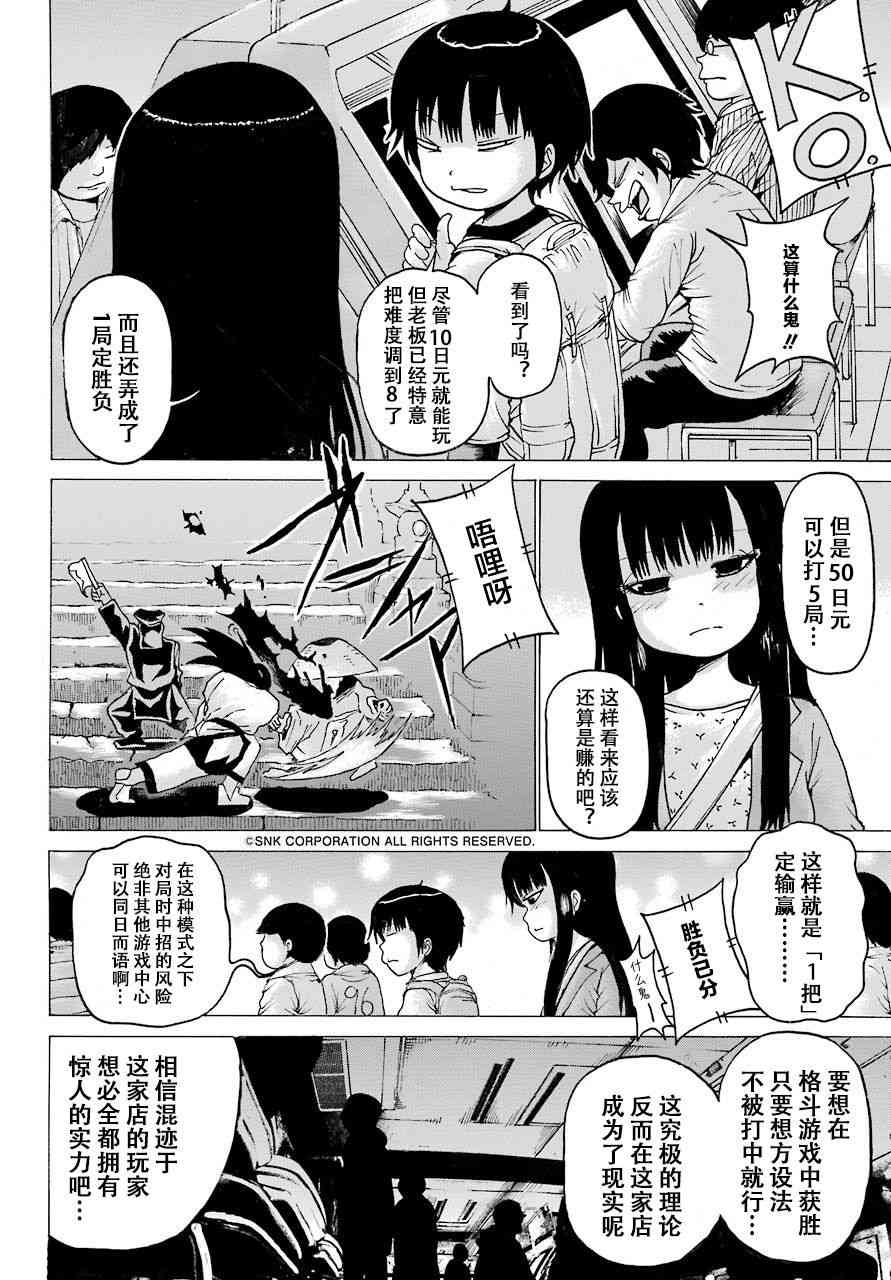 KO
这算什么鬼!!
看到了吗?
尽管10日元就能玩
但老板已经特意
把难度调到8了
而且还弄成了
1局定胜负
但是50日元
可以打5局…
这样看来应该
还算是赚的吧?
唔哩呀
©SNK CORPORATION ALL RIGHTS RESERVED.
这样就是「1把」
定输赢………
胜负已分
什么鬼ー
在这种模式之下
对局时中招的风险
绝非其他游戏中心
可以同日而语啊…
要想在
格斗游戏中获胜
只要想方设法
不被打中就行…
这究极的理论
反而在这家店
成为了现实呢
相信混迹于
这家店的玩家
想必全都拥有
惊人的实力吧…